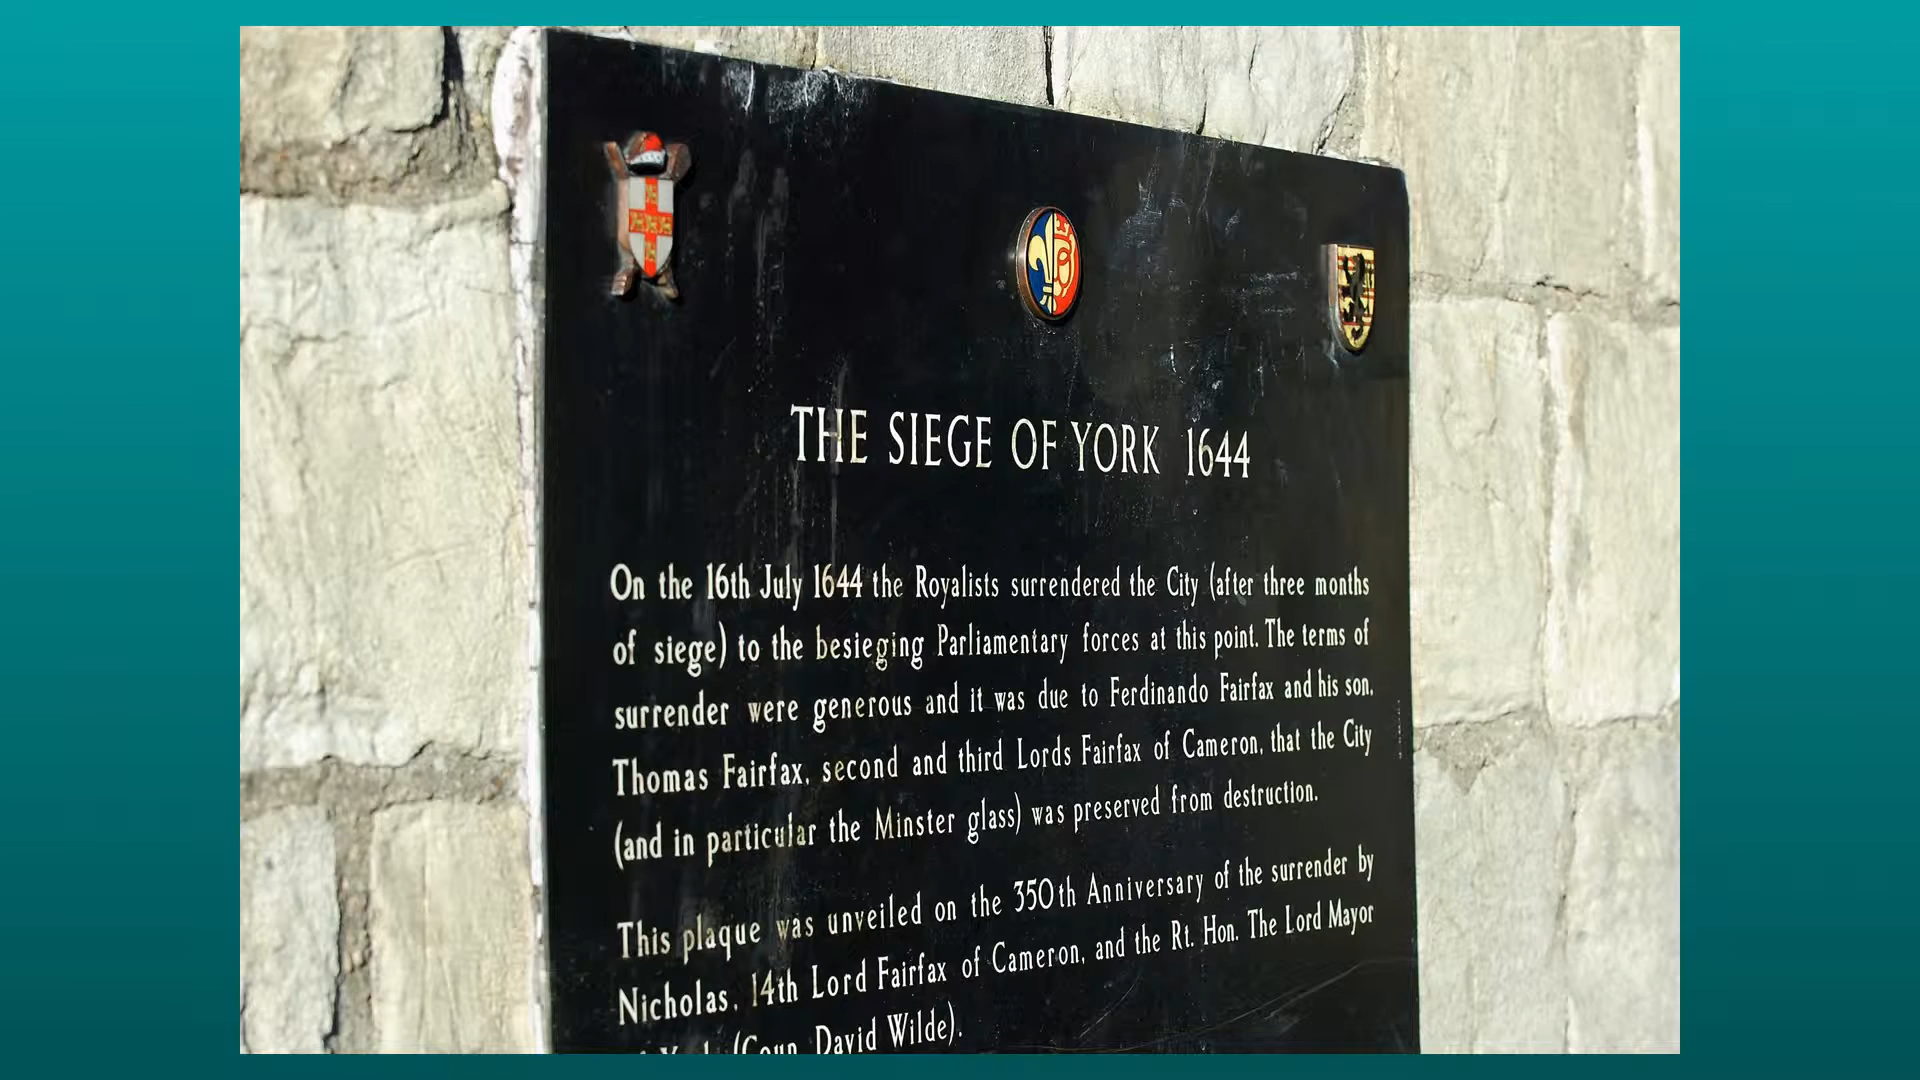 THE SIEGE OF YORK 1644
On the 16th July 1644 the Royalists surrendered the City (after three months
of siege) to the besieging Parliamentary forces at this point. The terms of
surrender were generous and it was due to Ferdinando Fairfax and his son,
Thomas Fairfax, second and third Lords Fairfax of Cameron, that the City
(and in particular the Minster glass) was preserved from destruction.
This plaque was unveiled on the 350th Anniversary of the surrender by
Nicholas, 14th Lord Fairfax of Cameron, and the Rt. Hon. The Lord Mayor
(Coun. David Wilde).